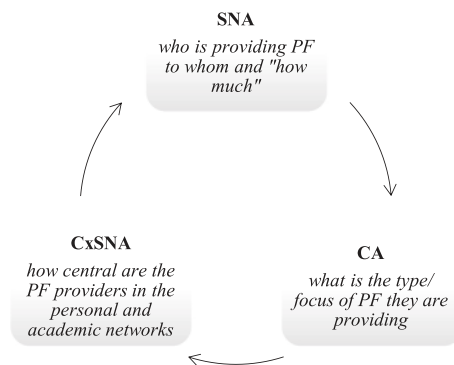 SNA
who is providing PF
to whom and "how
much"
CA
what is the type/
focus of PF they are
providing
CxSNA
how central are the
PF providers in the
personal and
academic networks